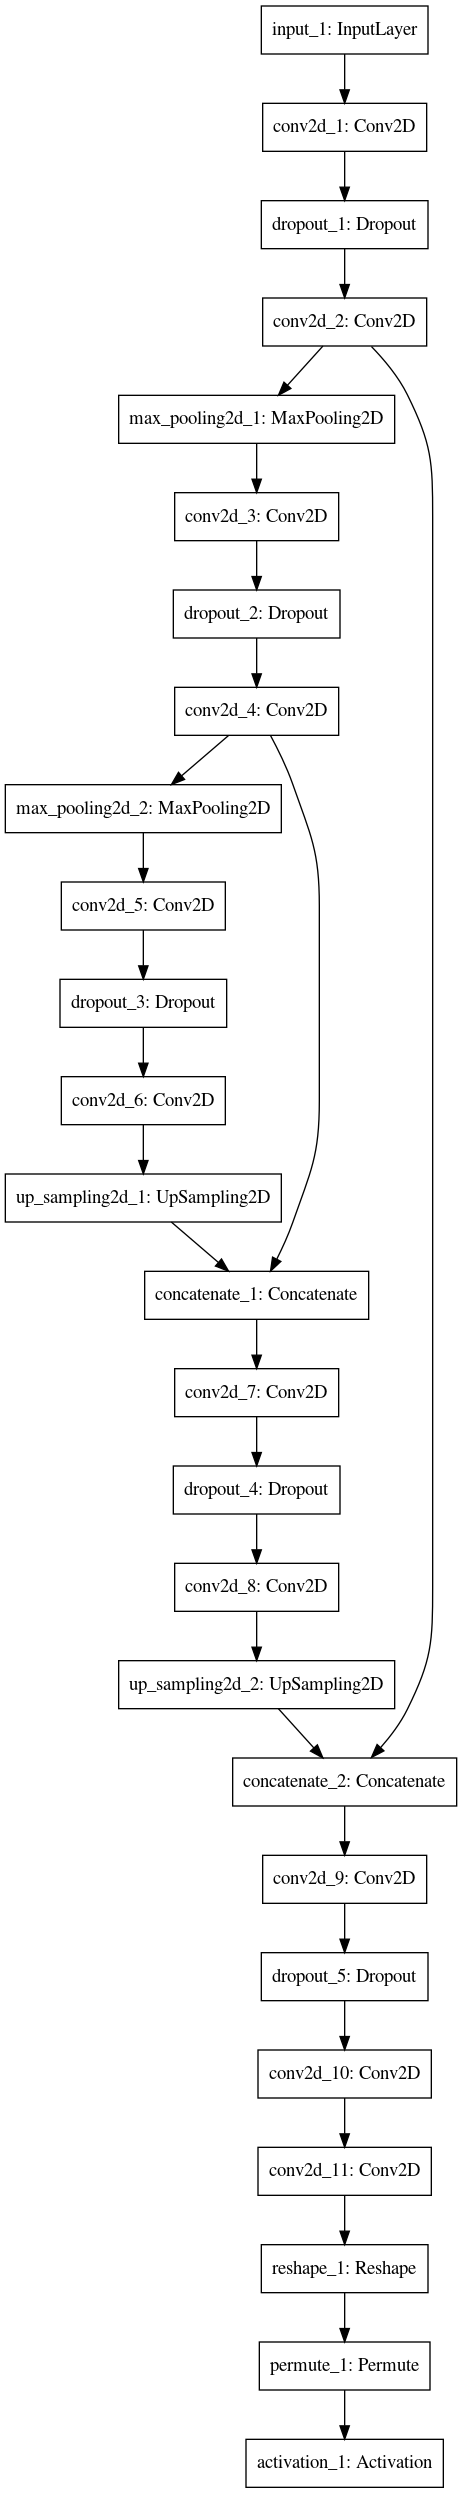 input_1: InputLayer
conv2d_1: Conv2D
dropout_1: Dropout
conv2d_2: Conv2D
max_pooling2d_1: MaxPooling2D
conv2d_3: Conv2D
dropout_2: Dropout
conv2d_4: Conv2D
max_pooling2d_2: MaxPooling2D
conv2d_5: Conv2D
dropout_3: Dropout
conv2d_6: Conv2D
up_sampling2d_1: UpSampling2D
concatenate_1: Concatenate
conv2d_7: Conv2D
dropout_4: Dropout
conv2d_8: Conv2D
up_sampling2d_2: UpSampling2D
concatenate_2: Concatenate
conv2d_9: Conv2D
dropout_5: Dropout
conv2d_10: Conv2D
conv2d_11: Conv2D
reshape_1: Reshape
permute_1: Permute
activation_1: Activation